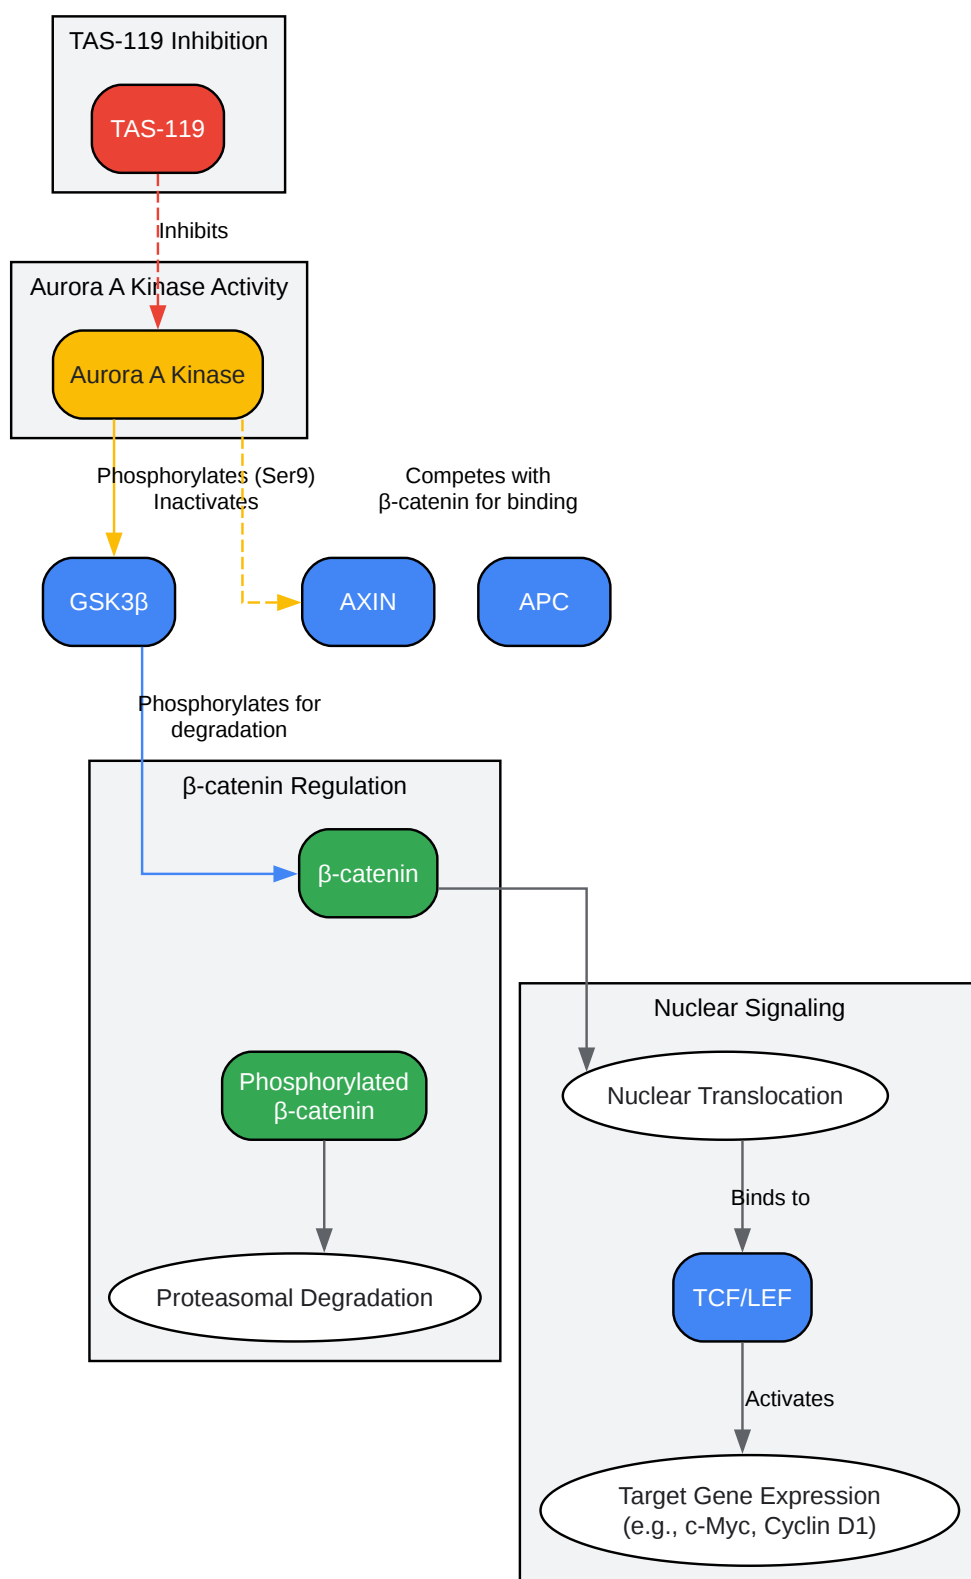 TAS-119 Inhibition
TAS-119
Inhibits
Aurora A Kinase Activity
Aurora A Kinase
Phosphorylates (Ser9)
Inactivates
Competes with
β-catenin for binding
GSK3β
AXIN
APC
Phosphorylates for
degradation
β-catenin Regulation
β-catenin
Nuclear Signaling
Phosphorylated
β-catenin
Nuclear Translocation
Binds to
Proteasomal Degradation
TCF/LEF
Activates
Target Gene Expression
(e.g., c-Myc, Cyclin D1)